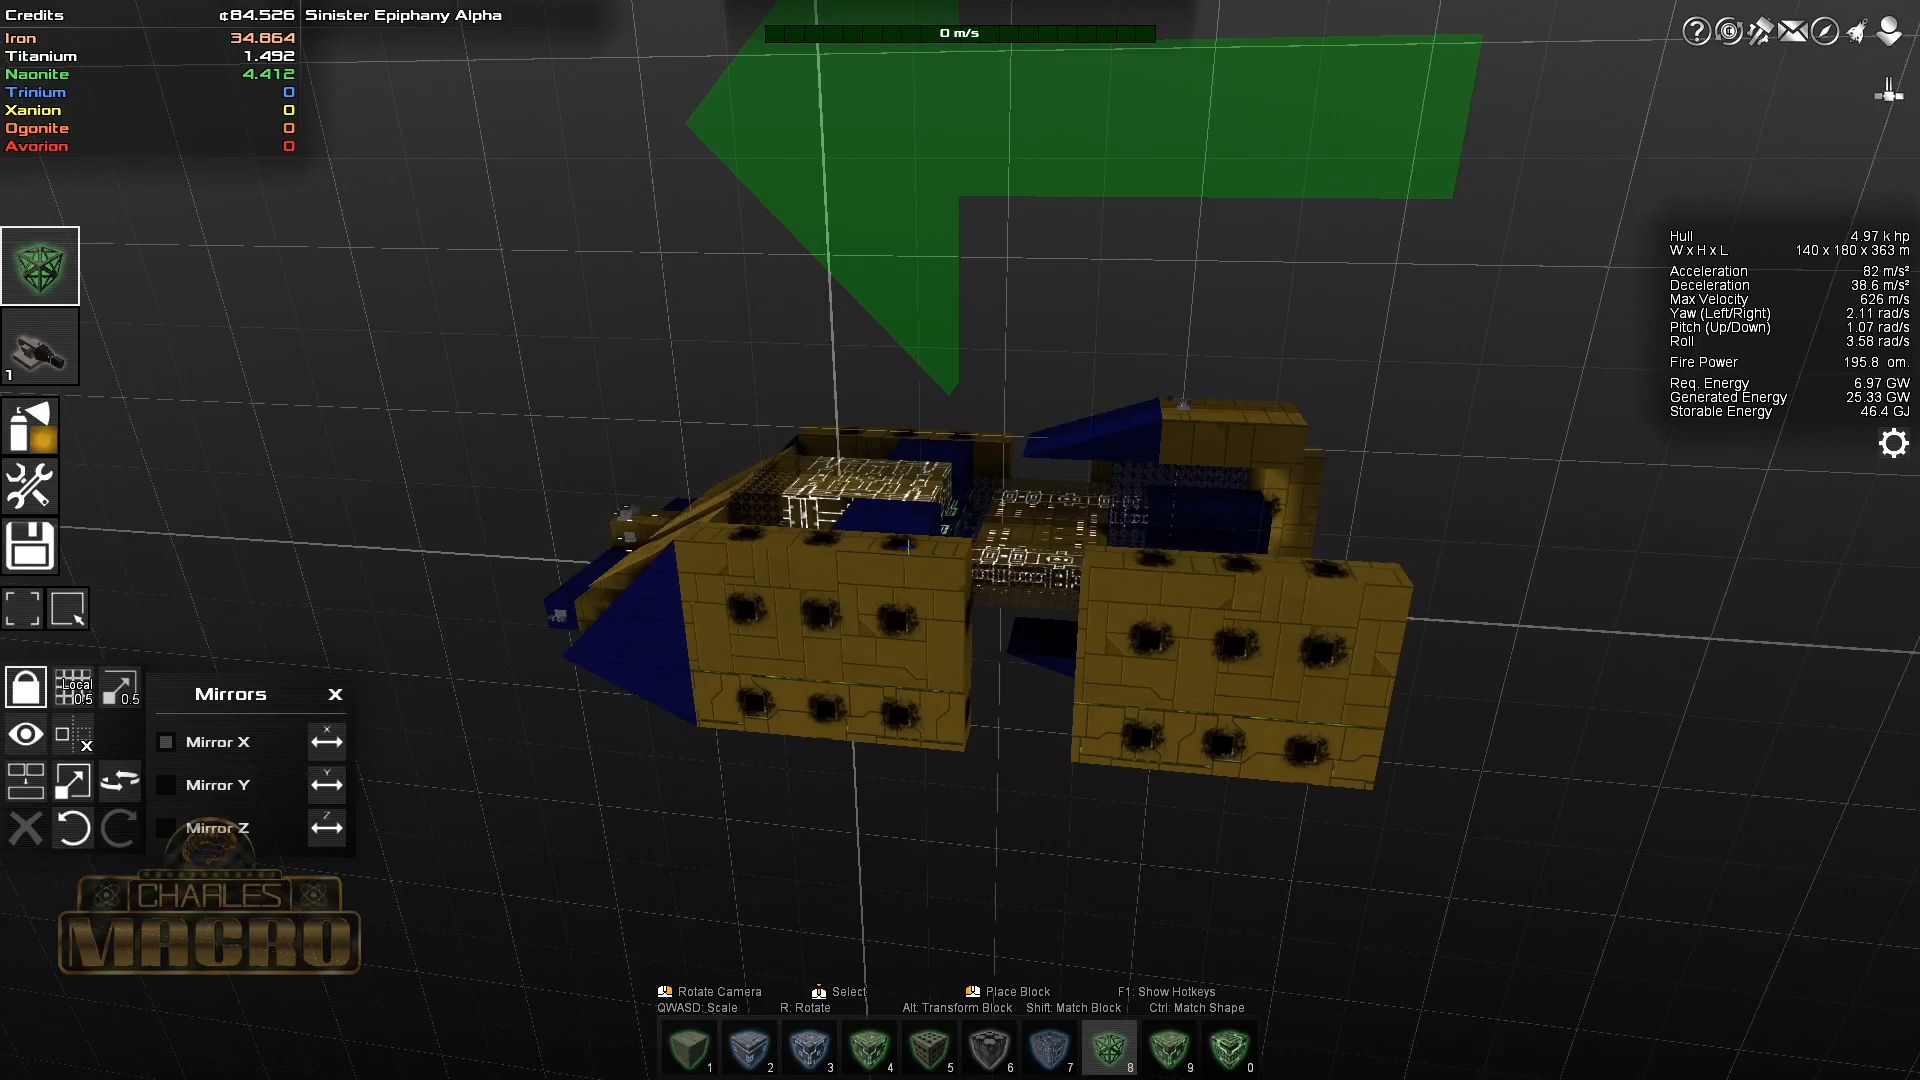 Credits ¢84.526 Sinister Epiphany Alpha
Iron 34.864
Titanium 1.492
Naonite 4.412
Trinium 0
Xanion 0
Ogonite 0
Avorion 0
0 m/s
Hull 4.97 k hp
W x H x L 140 x 180 x 363 m
Acceleration 82 m/s²
Deceleration 38.6 m/s²
Max Velocity 626 m/s
Yaw (Left/Right) 2.11 rad/s
Pitch (Up/Down) 1.07 rad/s
Roll 3.58 rad/s
Fire Power 195.8 om.
Req. Energy 6.97 GW
Generated Energy 25.33 GW
Storable Energy 46.4 GJ
1
Local
0.5 0.5
Mirrors X
Mirror X X
Mirror Y Y
Mirror Z Z
X
CHARLES
MACRO
Rotate Camera Select Place Block F1: Show Hotkeys
QWASD: Scale R: Rotate Alt: Transform Block Shift: Match Block Ctrl: Match Shape
1 2 3 4 5 6 7 8 9 0